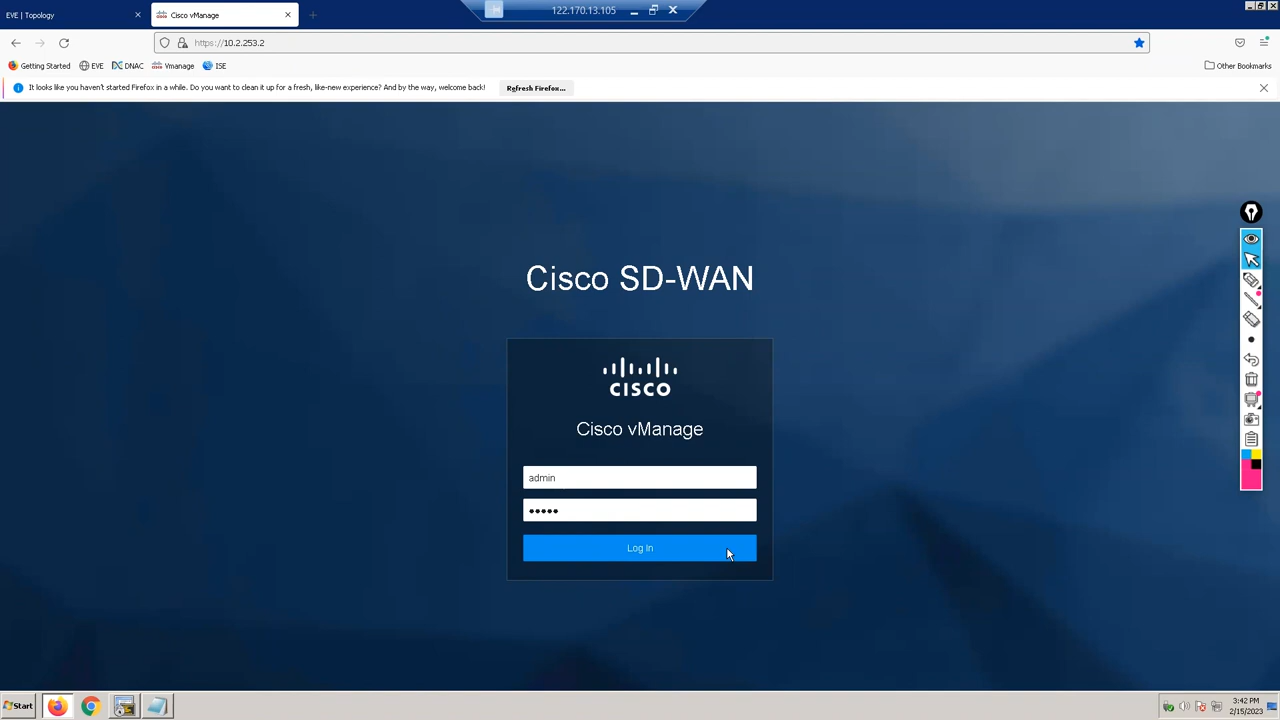 EVE | Topology
Cisco vManage
122.170.13.105
https://10.2.253.2
Getting Started
EVE
DNAC
Vmanage
ISE
Other Bookmarks
It looks like you haven't started Firefox in a while. Do you want to clean it up for a fresh, like-new experience? And by the way, welcome back!
Refresh Firefox...
Cisco SD-WAN
CISCO
Cisco vManage
admin
Log In
Start
3:42 PM
2/15/2023